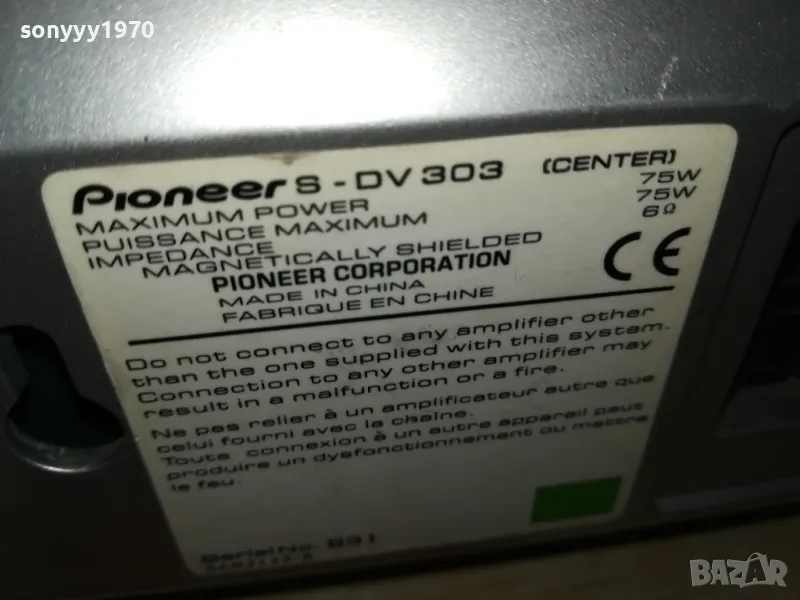 sonyyy1970
Pioneer S-DV303 (CENTER)
MAXIMUM POWER 75W
PUISSANCE MAXIMUM 75W
IMPEDANCE 6Ω
MAGNETICALLY SHIELDED
PIONEER CORPORATION
MADE IN CHINA
FABRIQUE EN CHINE
CE
Do not connect to any amplifier other
than the one supplied with this system.
Connection to any other amplifier may
result in a malfunction or a fire.
Ne pas relier à un amplificateur autre que
celui fourni avec la chaîne.
Toute connexion à un autre appareil peut
produire un dysfonctionnement ou mettre
le feu.
Serial No. B31
BAZAR